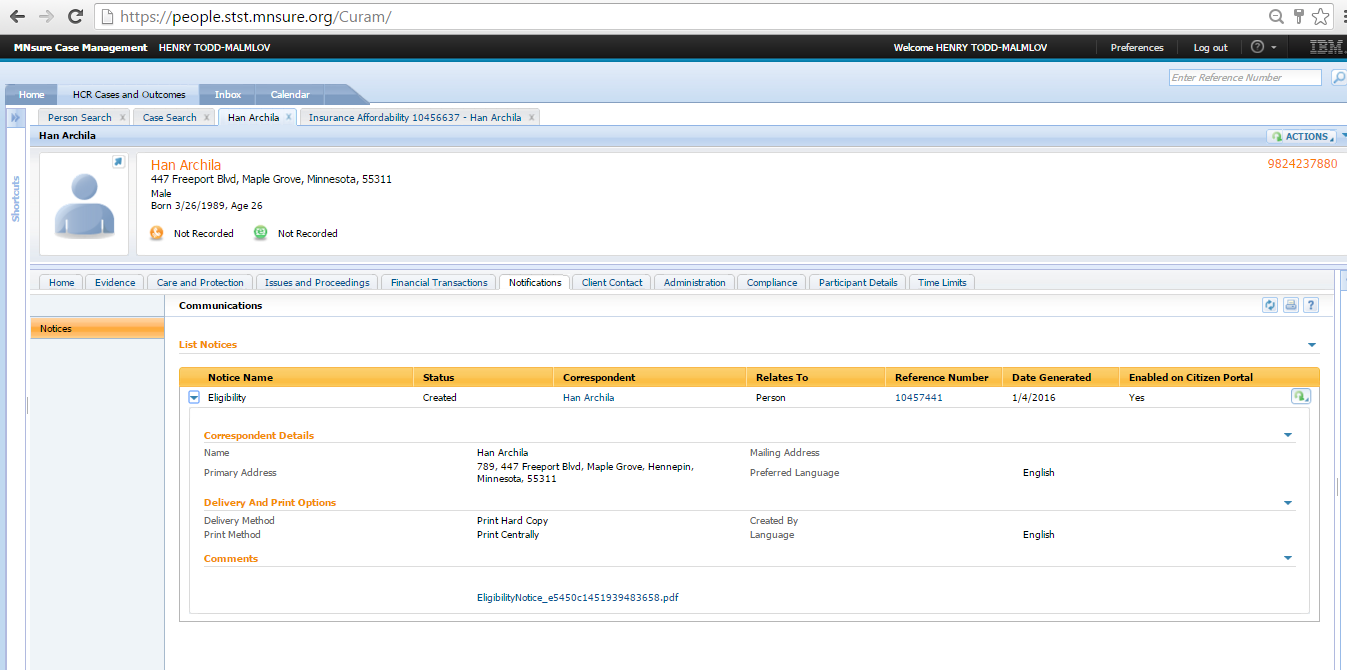 https://people.stst.mnsure.org/Curam/
MNsure Case Management HENRY TODD-MALMLOV Welcome HENRY TODD-MALMLOV Preferences Log out ? IBM.
Enter Reference Number
Home HCR Cases and Outcomes Inbox Calendar
Person Search x Case Search x Han Archila x Insurance Affordability 10456637 - Han Archila x
Han Archila ACTIONS
Shortcuts
Han Archila 9824237880
447 Freeport Blvd, Maple Grove, Minnesota, 55311
Male
Born 3/26/1989, Age 26
Not Recorded Not Recorded
Home Evidence Care and Protection Issues and Proceedings Financial Transactions Notifications Client Contact Administration Compliance Participant Details Time Limits
Communications ?
Notices
List Notices
Notice Name Status Correspondent Relates To Reference Number Date Generated Enabled on Citizen Portal
Eligibility Created Han Archila Person 10457441 1/4/2016 Yes
Correspondent Details
Name Han Archila Mailing Address
Primary Address 789, 447 Freeport Blvd, Maple Grove, Hennepin, Minnesota, 55311 Preferred Language English
Delivery And Print Options
Delivery Method Print Hard Copy Created By
Print Method Print Centrally Language English
Comments
EligibilityNotice_e5450c1451939483658.pdf